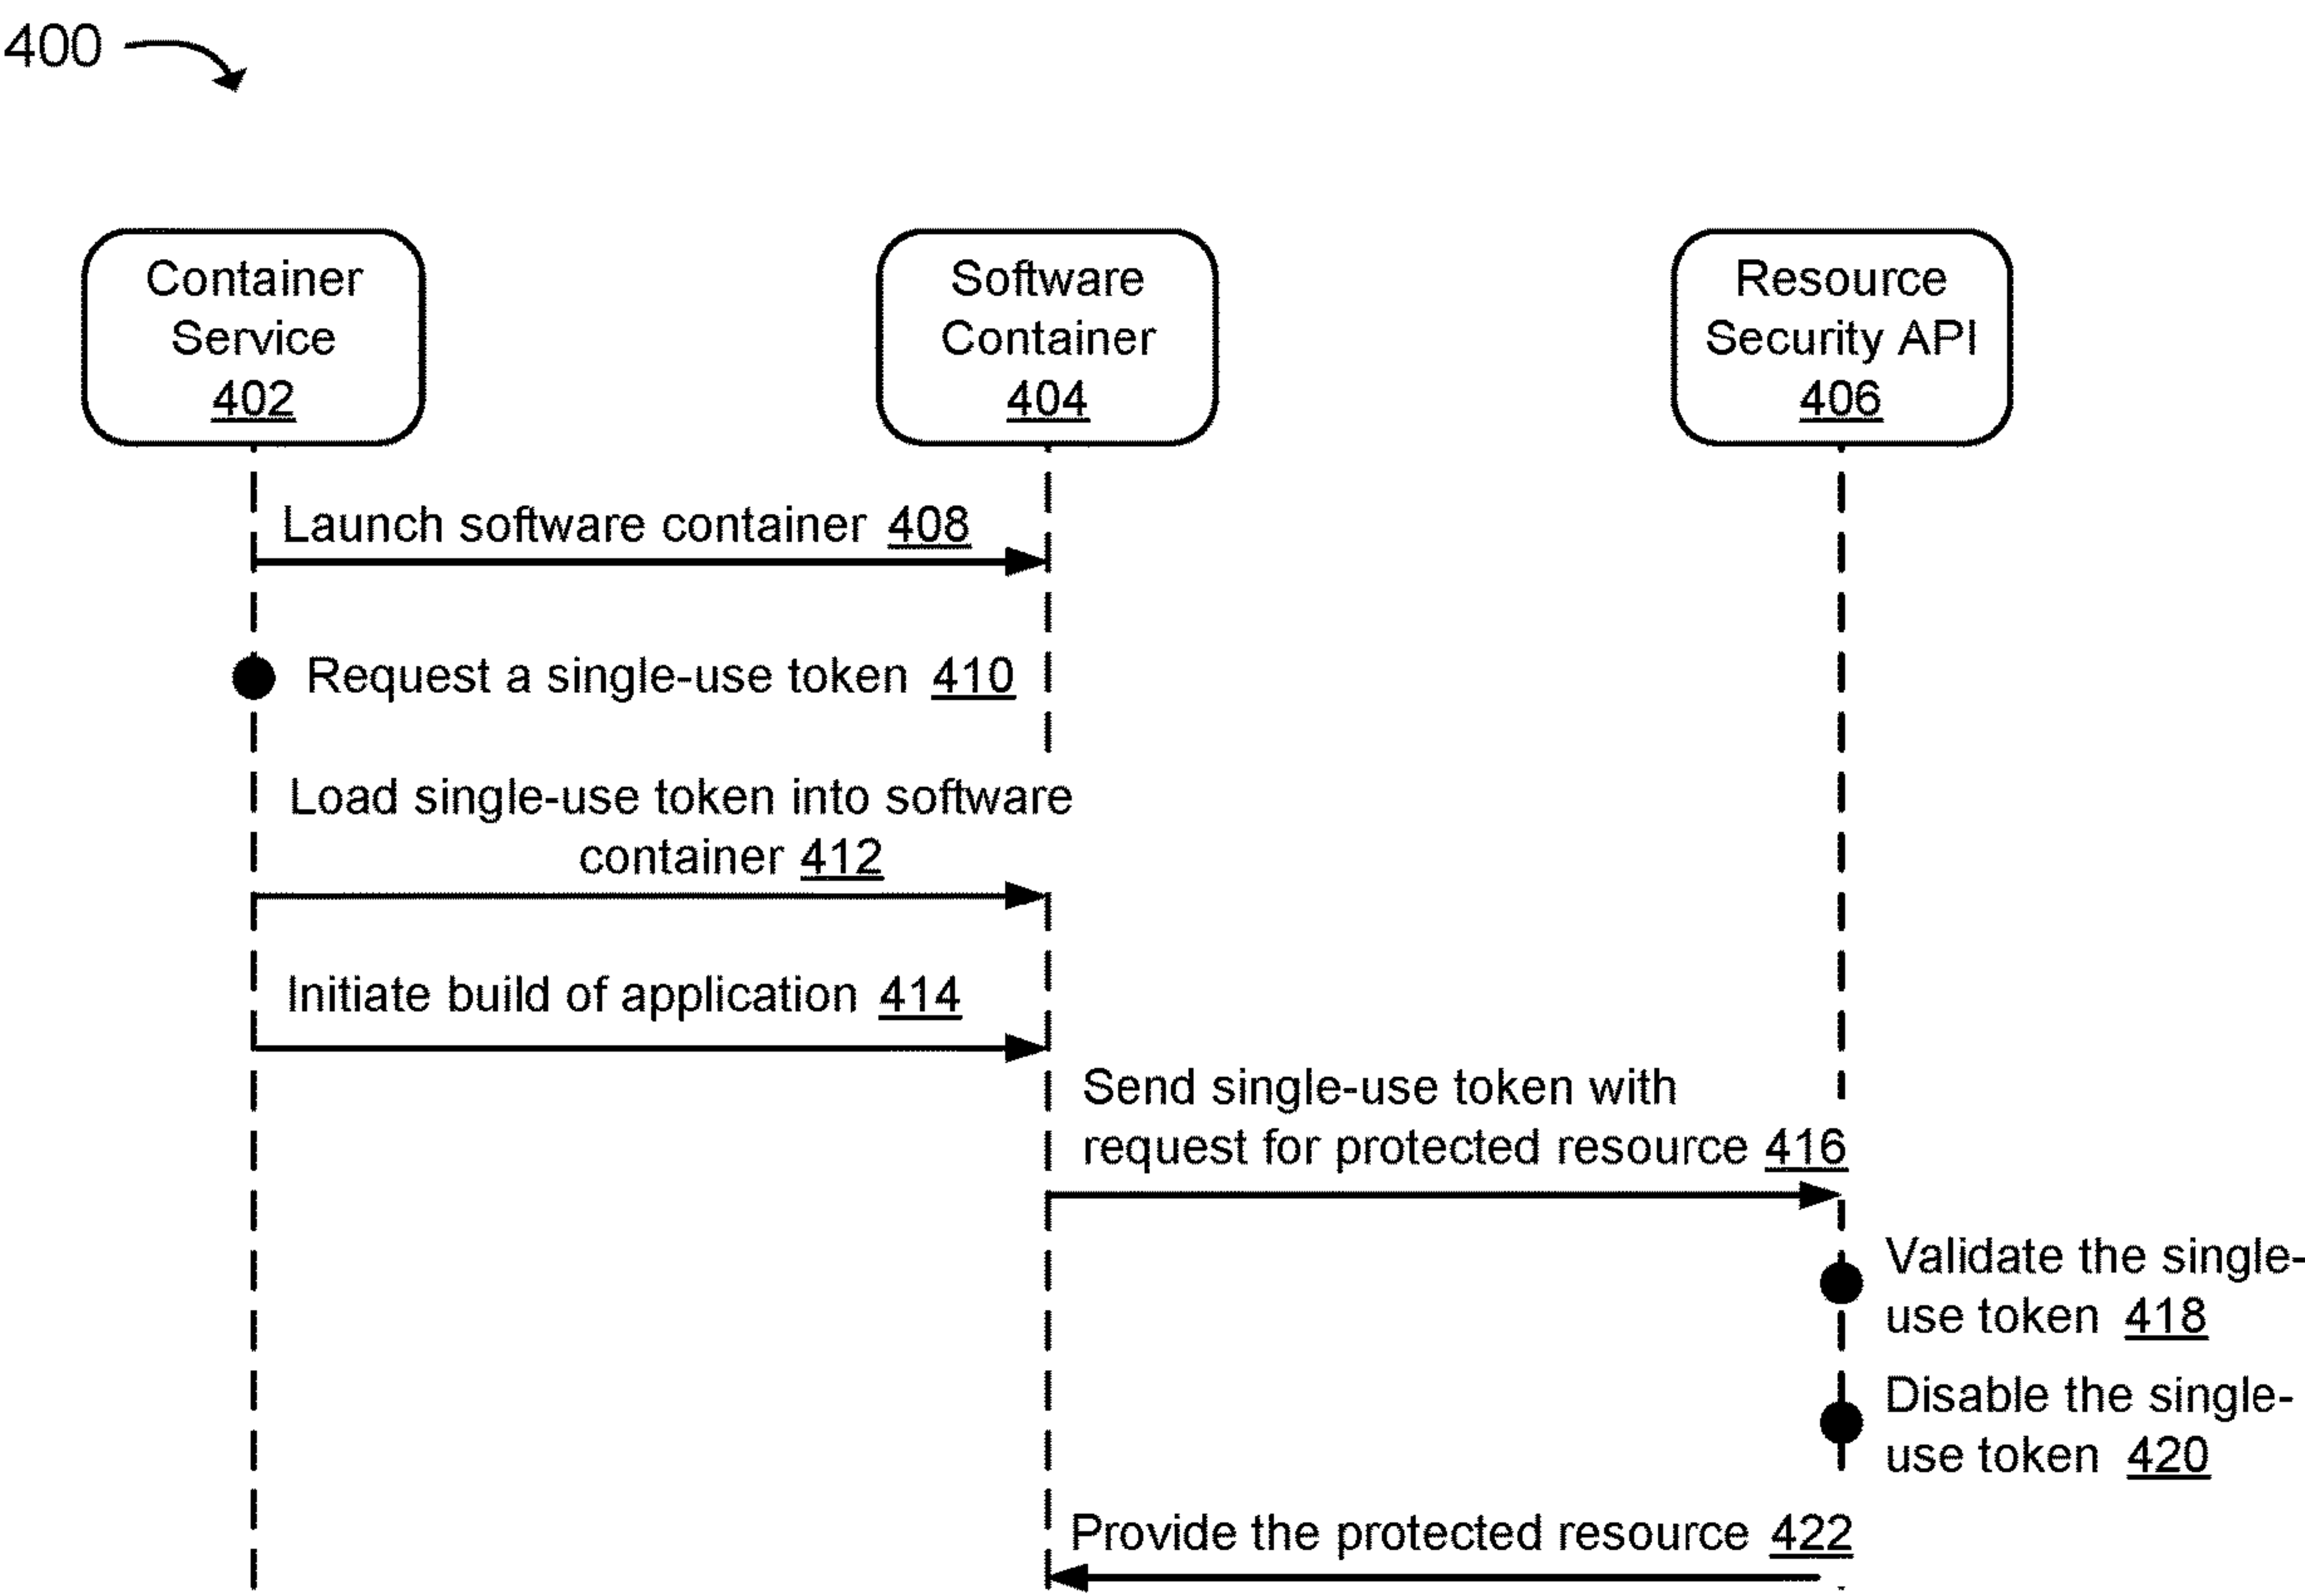 400
Container
Service
402
Software
Container
404
Resource
Security API
406
Launch software container 408
Request a single-use token 410
Load single-use token into software
container 412
Initiate build of application 414
Send single-use token with
request for protected resource 416
Validate the single-
use token 418
Disable the single-
use token 420
Provide the protected resource 422